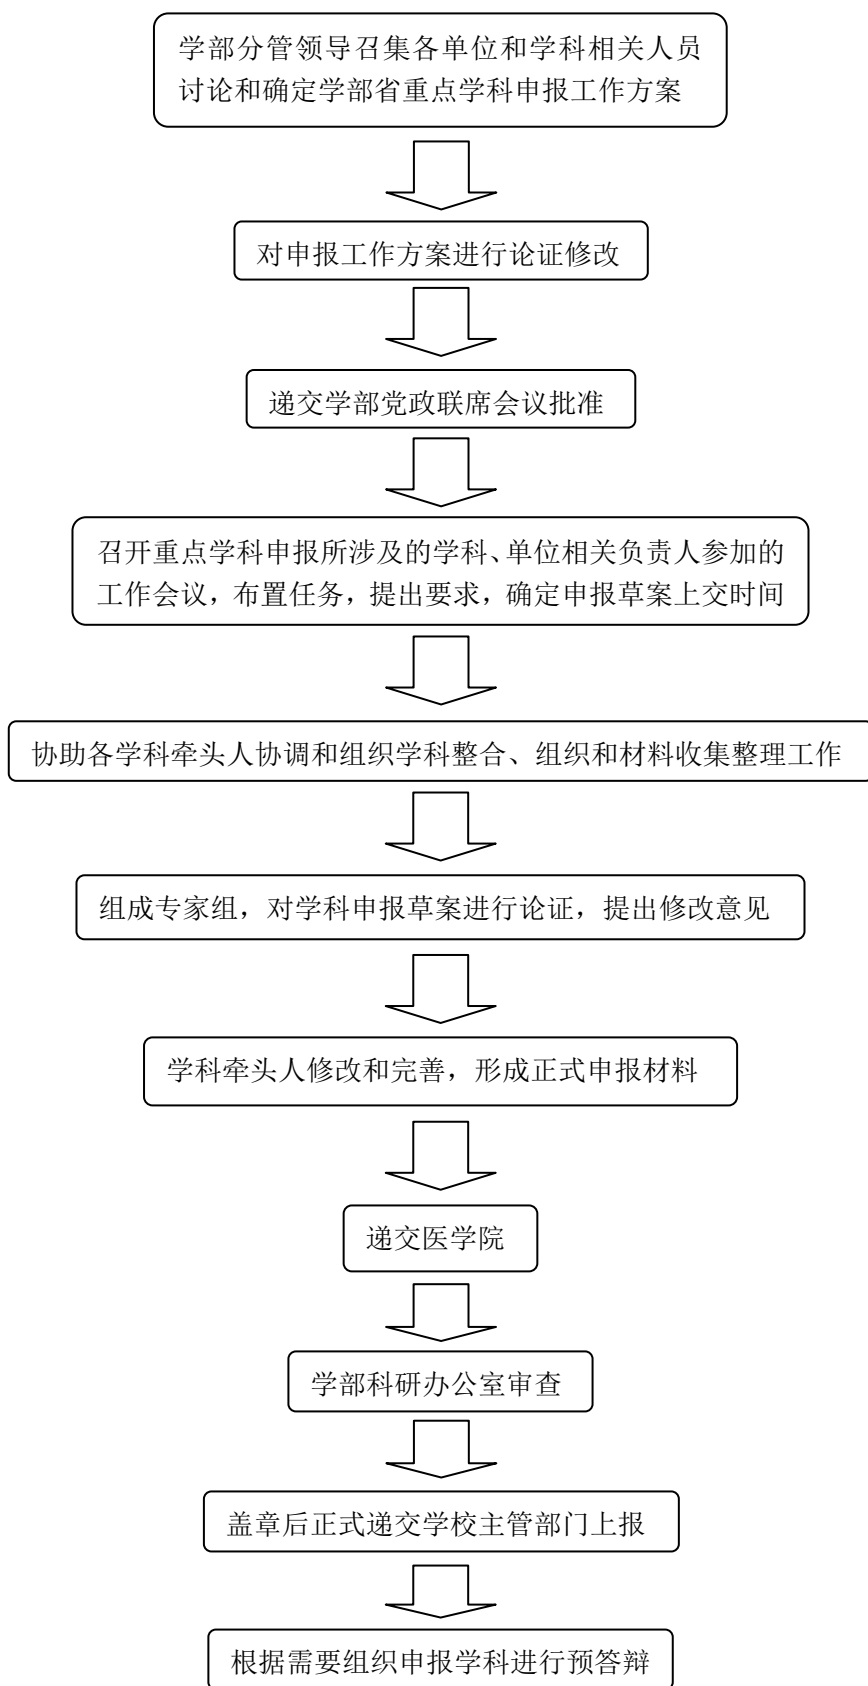 学部分管领导召集各单位和学科相关人员
讨论和确定学部省重点学科申报工作方案
对申报工作方案进行论证修改
递交学部党政联席会议批准
召开重点学科申报所涉及的学科、单位相关负责人参加的
工作会议，布置任务，提出要求，确定申报草案上交时间
协助各学科牵头人协调和组织学科整合、组织和材料收集整理工作
组成专家组，对学科申报草案进行论证，提出修改意见
学科牵头人修改和完善，形成正式申报材料
递交医学院
学部科研办公室审查
盖章后正式递交学校主管部门上报
根据需要组织申报学科进行预答辩